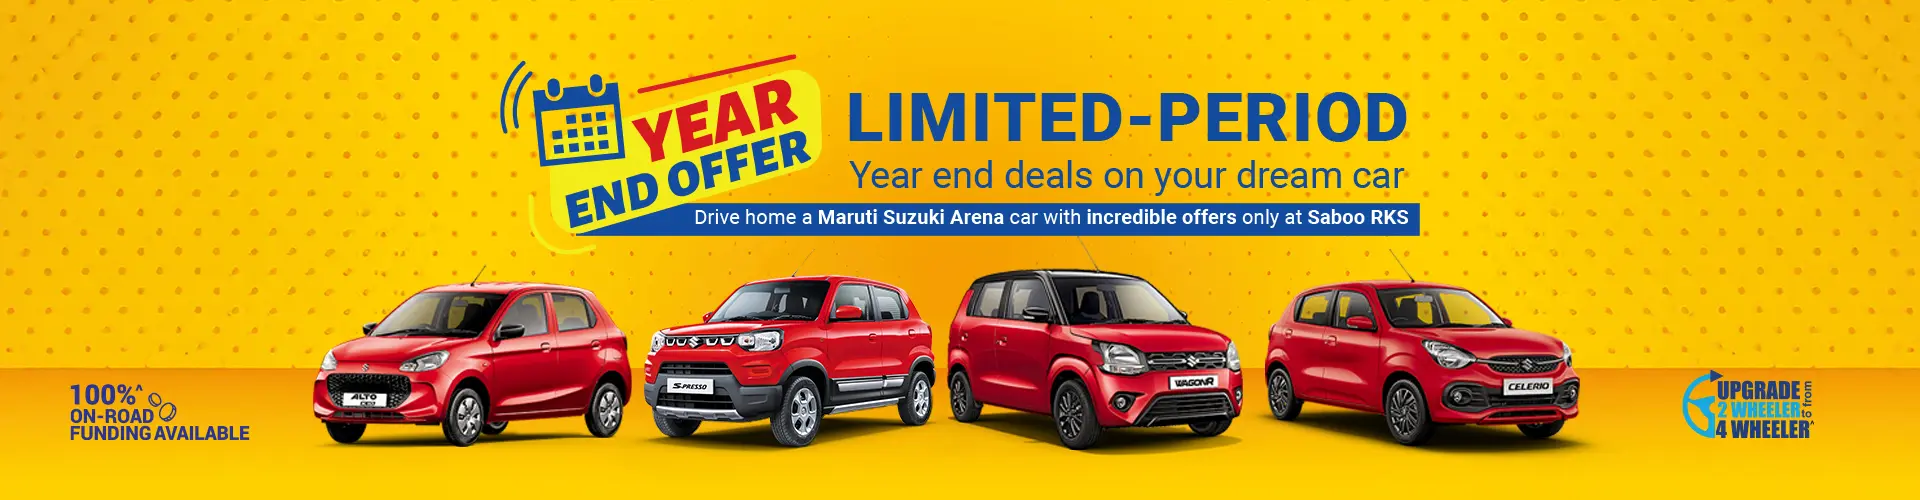 YEAR
END OFFER
LIMITED-PERIOD
Year end deals on your dream car
Drive home a Maruti Suzuki Arena car with incredible offers only at Saboo RKS
100%^
ON-ROAD
FUNDING AVAILABLE
ALTO
K10
S-PRESSO
WAGONR
CELERIO
UPGRADE
2 WHEELER
to from
4 WHEELER^